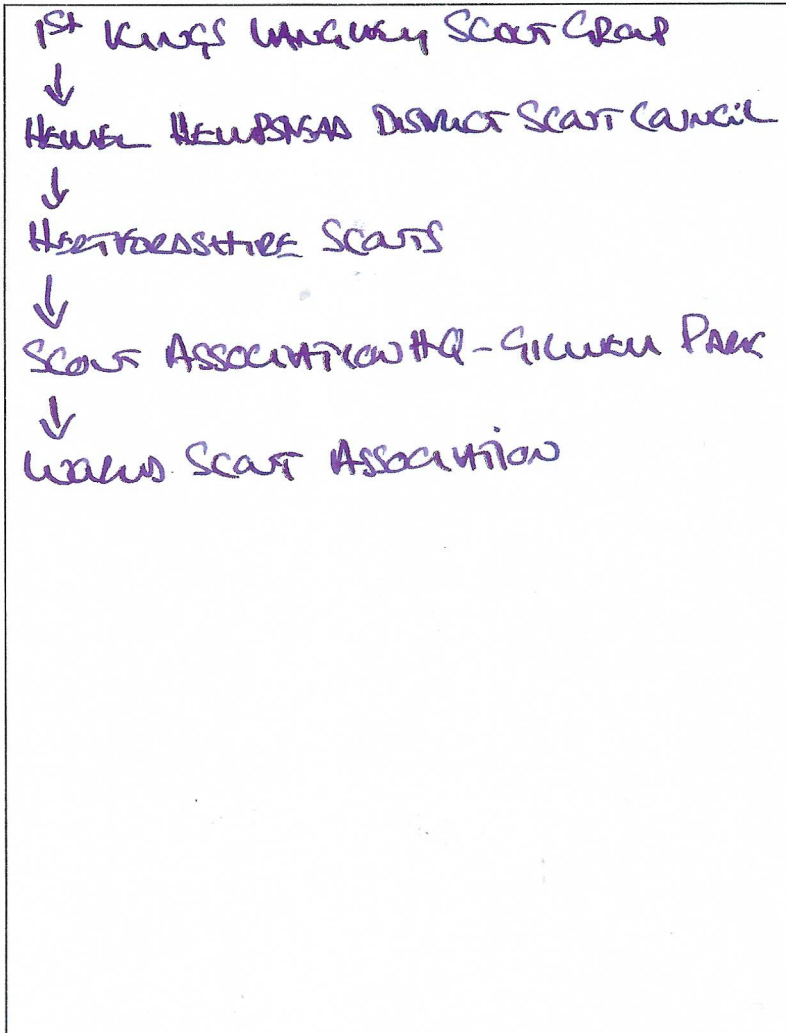 1st KINGS LANGLEY SCOUT GROUP
↓
HEMEL HEMPSTEAD DISTRICT SCOUT COUNCIL
↓
HERTFORDSHIRE SCOUTS
↓
SCOUT ASSOCIATION HQ - GILWELL PARK
↓
WORLD SCOUT ASSOCIATION